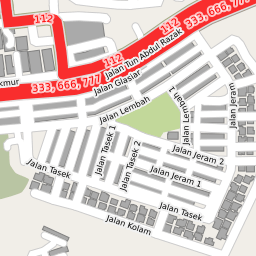 112
112
Jalan Tun Abdul Razak
333, 666, 777
112
333, 666, 777
Jalan Glasiar
kmur
Jalan Lembah
Jalan Lembah 1
Jalan Jeram
Jalan Tasek 1
Jalan Tasek 2
Jalan Jeram 2
Jalan Tasek
Jalan Jeram 1
Jalan Tasek
Jalan Kolam